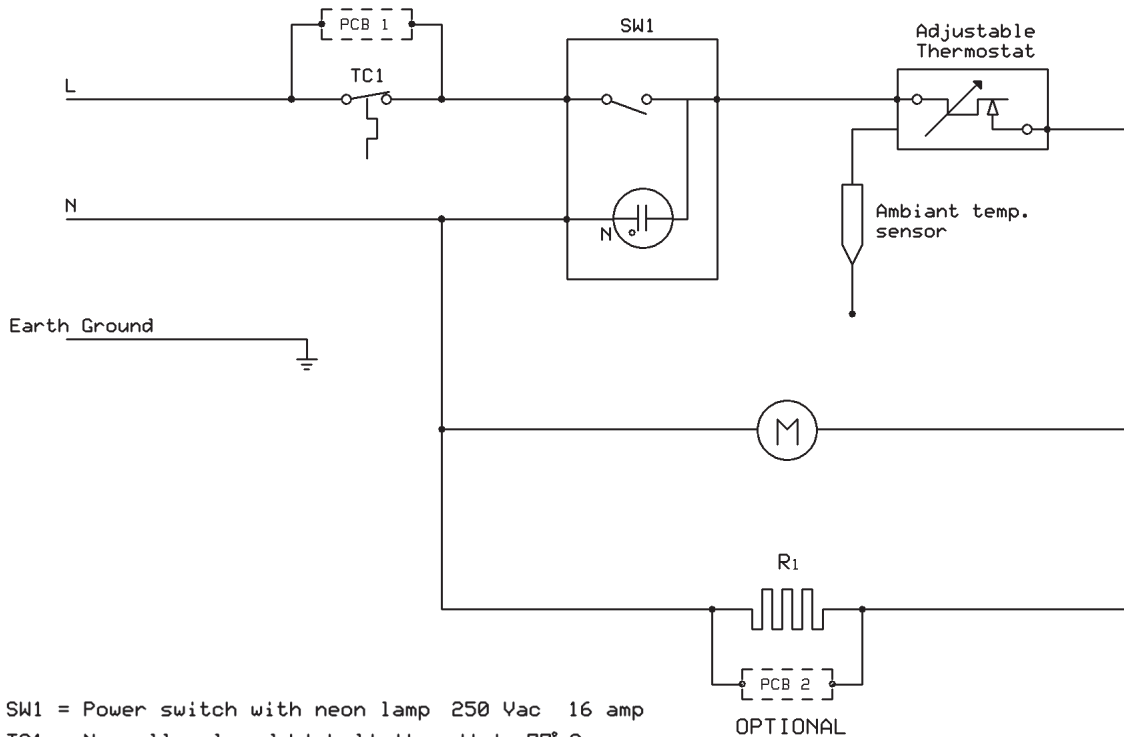 PCB 1
SW1
Adjustable
Thermostat
TC1
L
N
N
Ambiant temp.
sensor
Earth Ground
M
R1
PCB 2
OPTIONAL
SW1 = Power switch with neon lamp 250 Vac 16 amp